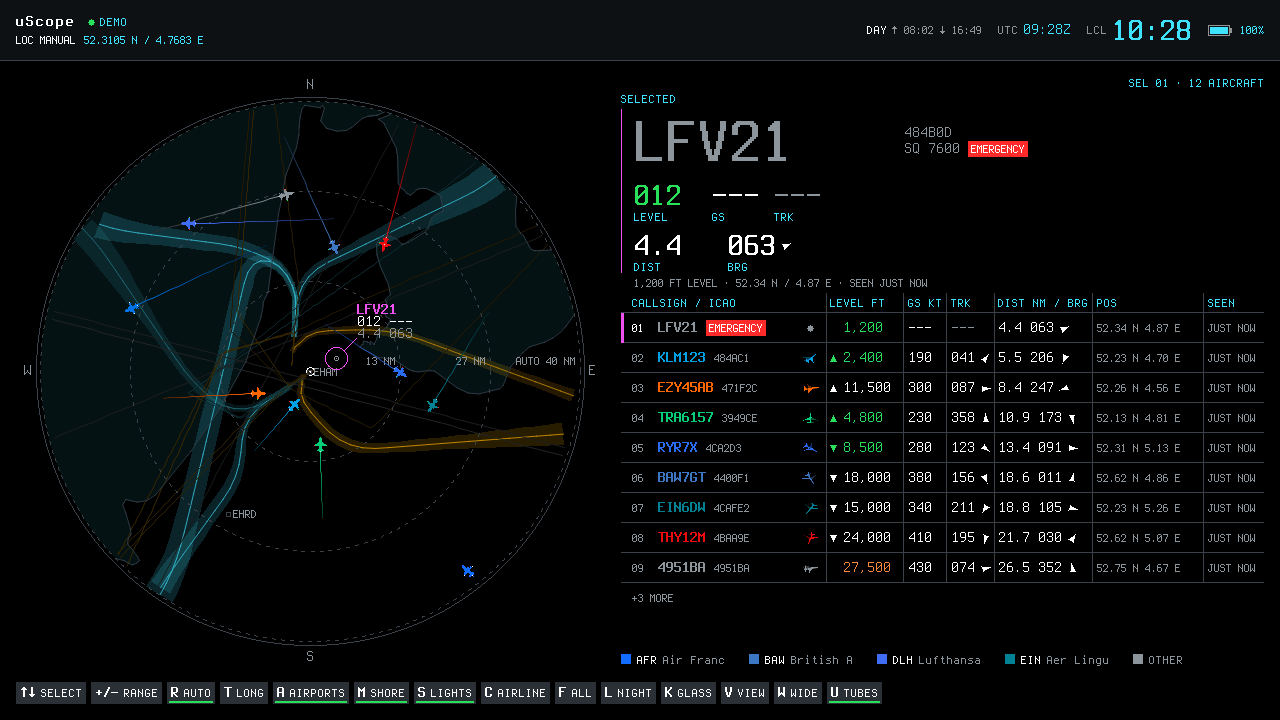 uScope DEMO
LOC MANUAL 52.3105 N / 4.7683 E
DAY ↑ 08:02 ↓ 16:49 UTC 09:28Z LCL 10:28 100%
N
W
E
S
LFV21
012 ---
4.4 063
13 NM
27 NM
AUTO 40 NM
EHAM
EHRD
SEL 01 · 12 AIRCRAFT
SELECTED
LFV21
484B0D
SQ 7600 EMERGENCY
012 --- ---
LEVEL GS TRK
4.4 063
DIST BRG
1,200 FT LEVEL · 52.34 N / 4.87 E · SEEN JUST NOW
CALLSIGN / ICAO LEVEL FT GS KT TRK DIST NM / BRG POS SEEN
01 LFV21 EMERGENCY 1,200 --- --- 4.4 063 52.34 N 4.87 E JUST NOW
02 KLM123 484AC1 ▲ 2,400 190 041 5.5 206 52.23 N 4.70 E JUST NOW
03 EZY45AB 471F2C ▲ 11,500 300 087 8.4 247 52.26 N 4.56 E JUST NOW
04 TRA6157 3949CE ▲ 4,800 230 358 10.9 173 52.13 N 4.81 E JUST NOW
05 RYR7X 4CA2D3 ▼ 8,500 280 123 13.4 091 52.31 N 5.13 E JUST NOW
06 BAW7GT 4400F1 ▼ 18,000 380 156 18.6 011 52.62 N 4.86 E JUST NOW
07 EIN6DW 4CAFE2 ▼ 15,000 340 211 18.8 105 52.23 N 5.26 E JUST NOW
08 THY12M 4BAA9E ▼ 24,000 410 195 21.7 030 52.62 N 5.07 E JUST NOW
09 4951BA 4951BA 27,500 430 074 26.5 352 52.75 N 4.67 E JUST NOW
+3 MORE
AFR Air Franc BAW British A DLH Lufthansa EIN Aer Lingu OTHER
↑↓ SELECT +/- RANGE R AUTO T LONG A AIRPORTS M SHORE S LIGHTS C AIRLINE F ALL L NIGHT K GLASS V VIEW W WIDE U TUBES